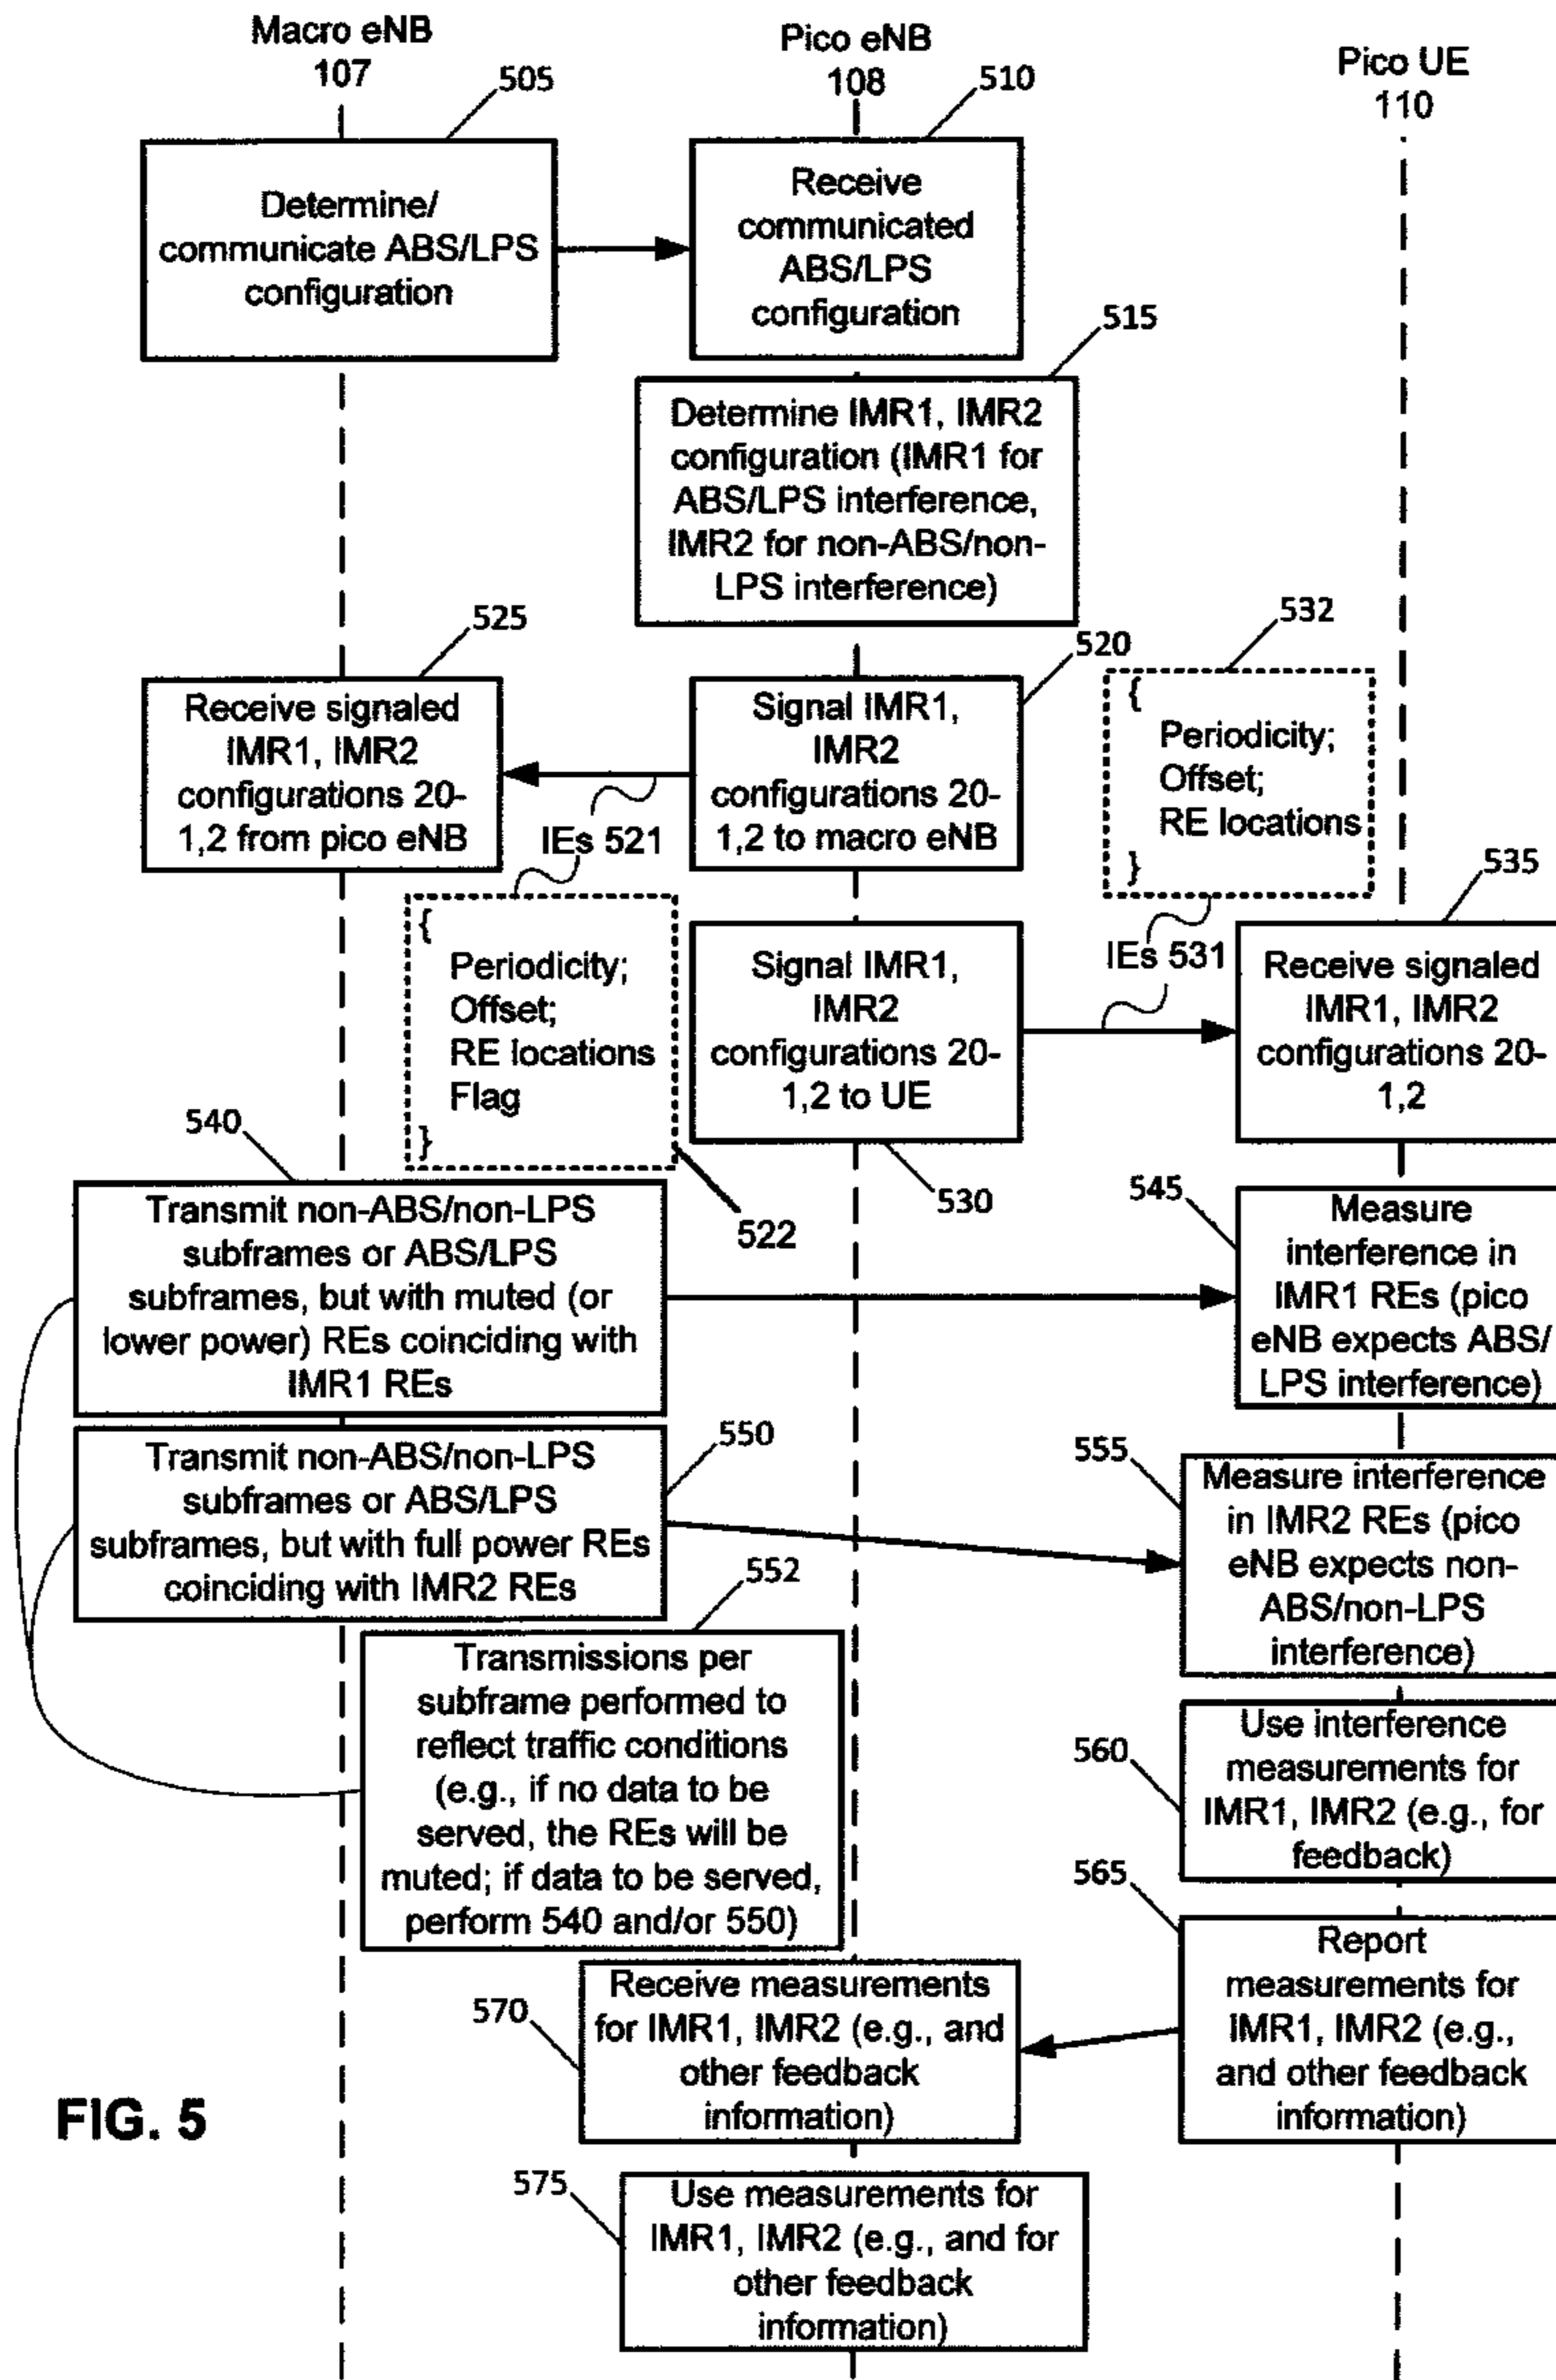 Macro eNB
107
Pico eNB
108
Pico UE
110
505
510
Determine/
communicate ABS/LPS
configuration
Receive
communicated
ABS/LPS
configuration
515
Determine IMR1, IMR2
configuration (IMR1 for
ABS/LPS interference,
IMR2 for non-ABS/non-
LPS interference)
525
520
532
Receive signaled
IMR1, IMR2
configurations 20-
1,2 from pico eNB
IEs 521
Signal IMR1,
IMR2
configurations 20-
1,2 to macro eNB
{
Periodicity;
Offset;
RE locations
}
{
Periodicity;
Offset;
RE locations
Flag
}
522
Signal IMR1,
IMR2
configurations 20-
1,2 to UE
530
IEs 531
535
Receive signaled
IMR1, IMR2
configurations 20-
1,2
540
Transmit non-ABS/non-LPS
subframes or ABS/LPS
subframes, but with muted (or
lower power) REs coinciding with
IMR1 REs
545
Measure
interference in
IMR1 REs (pico
eNB expects ABS/
LPS interference)
550
Transmit non-ABS/non-LPS
subframes or ABS/LPS
subframes, but with full power REs
coinciding with IMR2 REs
555
Measure interference
in IMR2 REs (pico
eNB expects non-
ABS/non-LPS
interference)
552
Transmissions per
subframe performed to
reflect traffic conditions
(e.g., if no data to be
served, the REs will be
muted; if data to be served,
perform 540 and/or 550)
560
Use interference
measurements for
IMR1, IMR2 (e.g., for
feedback)
565
Report
measurements for
IMR1, IMR2 (e.g.,
and other feedback
information)
570
Receive measurements
for IMR1, IMR2 (e.g., and
other feedback
information)
FIG. 5
575
Use measurements for
IMR1, IMR2 (e.g., and for
other feedback
information)